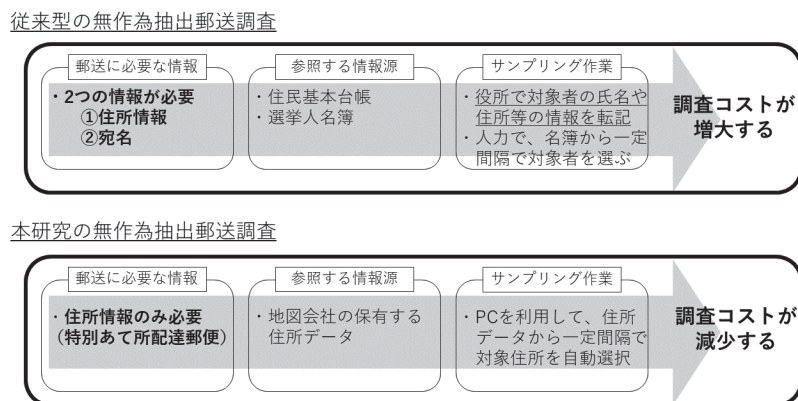 従来型の無作為抽出郵送調査
郵送に必要な情報
・2つの情報が必要
①住所情報
②宛名
参照する情報源
・住民基本台帳
・選挙人名簿
サンプリング作業
・役所で対象者の氏名や
住所等の情報を転記
・人力で、名簿から一定
間隔で対象者を選ぶ
調査コストが
増大する
本研究の無作為抽出郵送調査
郵送に必要な情報
・住所情報のみ必要
（特別あて所配達郵便）
参照する情報源
・地図会社の保有する
住所データ
サンプリング作業
・PCを利用して、住所
データから一定間隔で
対象住所を自動選択
調査コストが
減少する